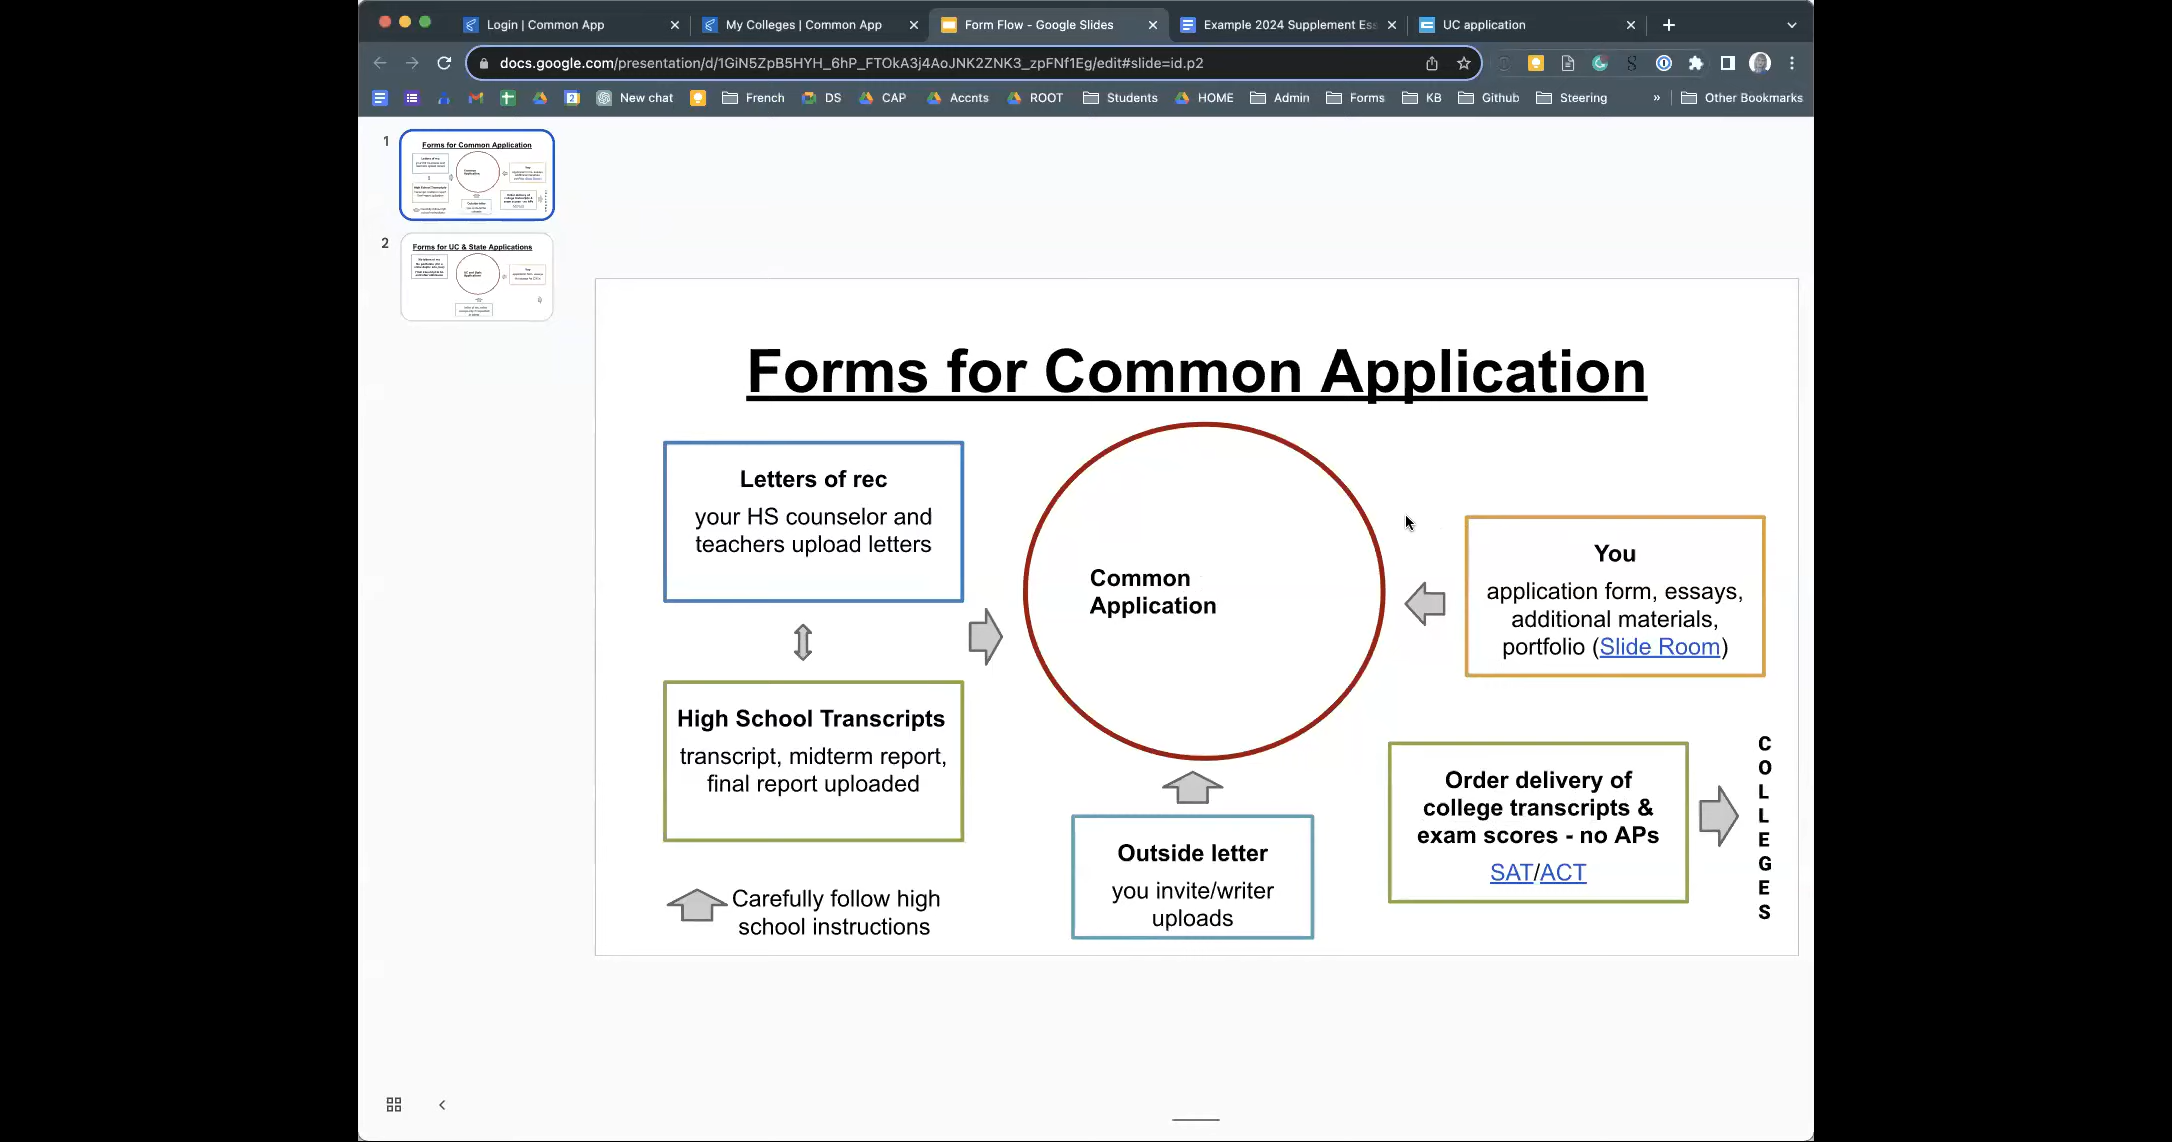 Login | Common App
My Colleges | Common App
Form Flow - Google Slides
Example 2024 Supplement Ess
UC application
docs.google.com/presentation/d/1GiN5ZpB5HYH_6hP_FTOkA3j4AoJNK2ZNK3_zpFNf1Eg/edit#slide=id.p2
New chat
French
DS
CAP
Accnts
ROOT
Students
HOME
Admin
Forms
KB
Github
Steering
»
Other Bookmarks
1
Forms for Common Application
2
Forms for UC & State Applications
Forms for Common Application
Letters of rec
your HS counselor and
teachers upload letters
High School Transcripts
transcript, midterm report,
final report uploaded
Carefully follow high
school instructions
Common
Application
Outside letter
you invite/writer
uploads
You
application form, essays,
additional materials,
portfolio (Slide Room)
Order delivery of
college transcripts &
exam scores - no APs
SAT/ACT
C
O
L
L
E
G
E
S